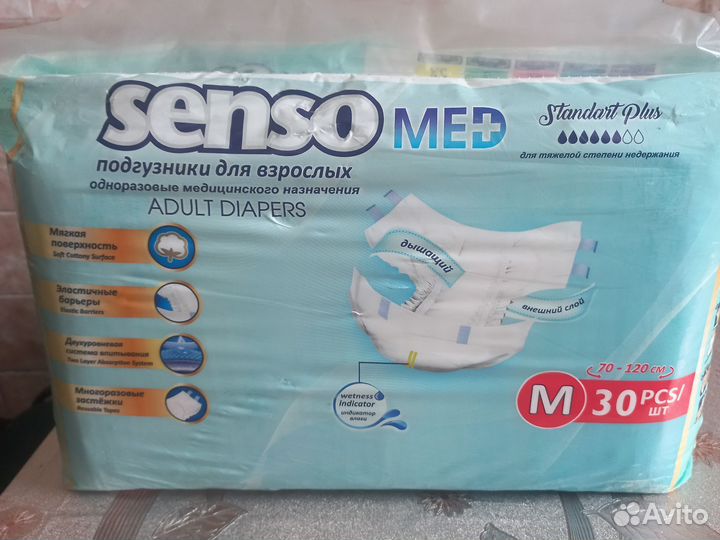 senso MED
Standart Plus
для тяжелой степени недержания
подгузники для взрослых
одноразовые медицинского назначения
ADULT DIAPERS
Мягкая
поверхность
Soft Cottony Surface
Эластичные
барьеры
Elastic Barriers
Двухуровневая
система впитывания
Two Layer Absorption System
Многоразовые
застёжки
Reusable Tapes
дышащий
внешний слой
wetness
indicator
индикатор
влаги
70 - 120 см
M 30 PCS/
ШТ
Avito